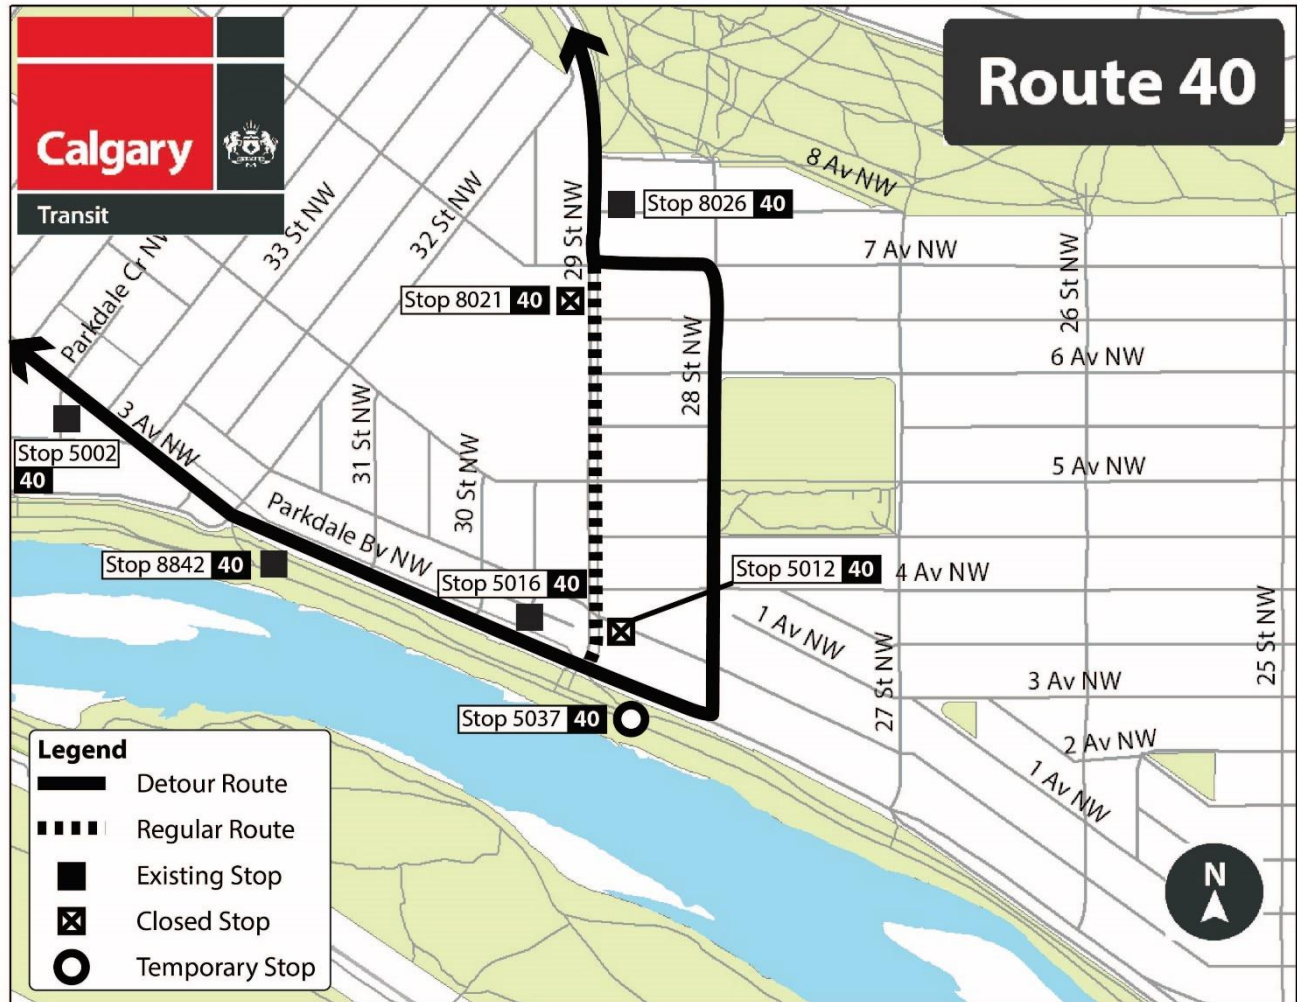 Calgary
Transit
Route 40
8 Av NW
Stop 8026 40
29 St NW
33 St NW
32 St NW
7 Av NW
26 St NW
Parkdale Cr NW
Stop 8021 40
28 St NW
6 Av NW
3 Av NW
31 St NW
30 St NW
Stop 5002
40
5 Av NW
Parkdale Bv NW
Stop 8842 40
Stop 5016 40
Stop 5012 40
4 Av NW
1 Av NW
27 St NW
25 St NW
3 Av NW
Stop 5037 40
2 Av NW
1 Av NW
Legend
Detour Route
Regular Route
Existing Stop
Closed Stop
Temporary Stop
N